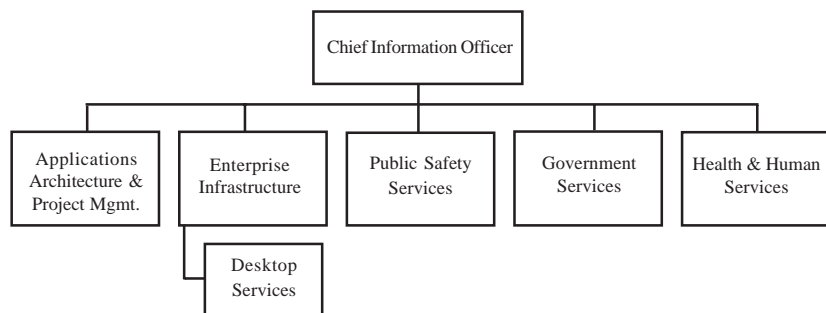 Chief Information Officer
Applications
Architecture &
Project Mgmt.
Enterprise
Infrastructure
Public Safety
Services
Government
Services
Health & Human
Services
Desktop
Services